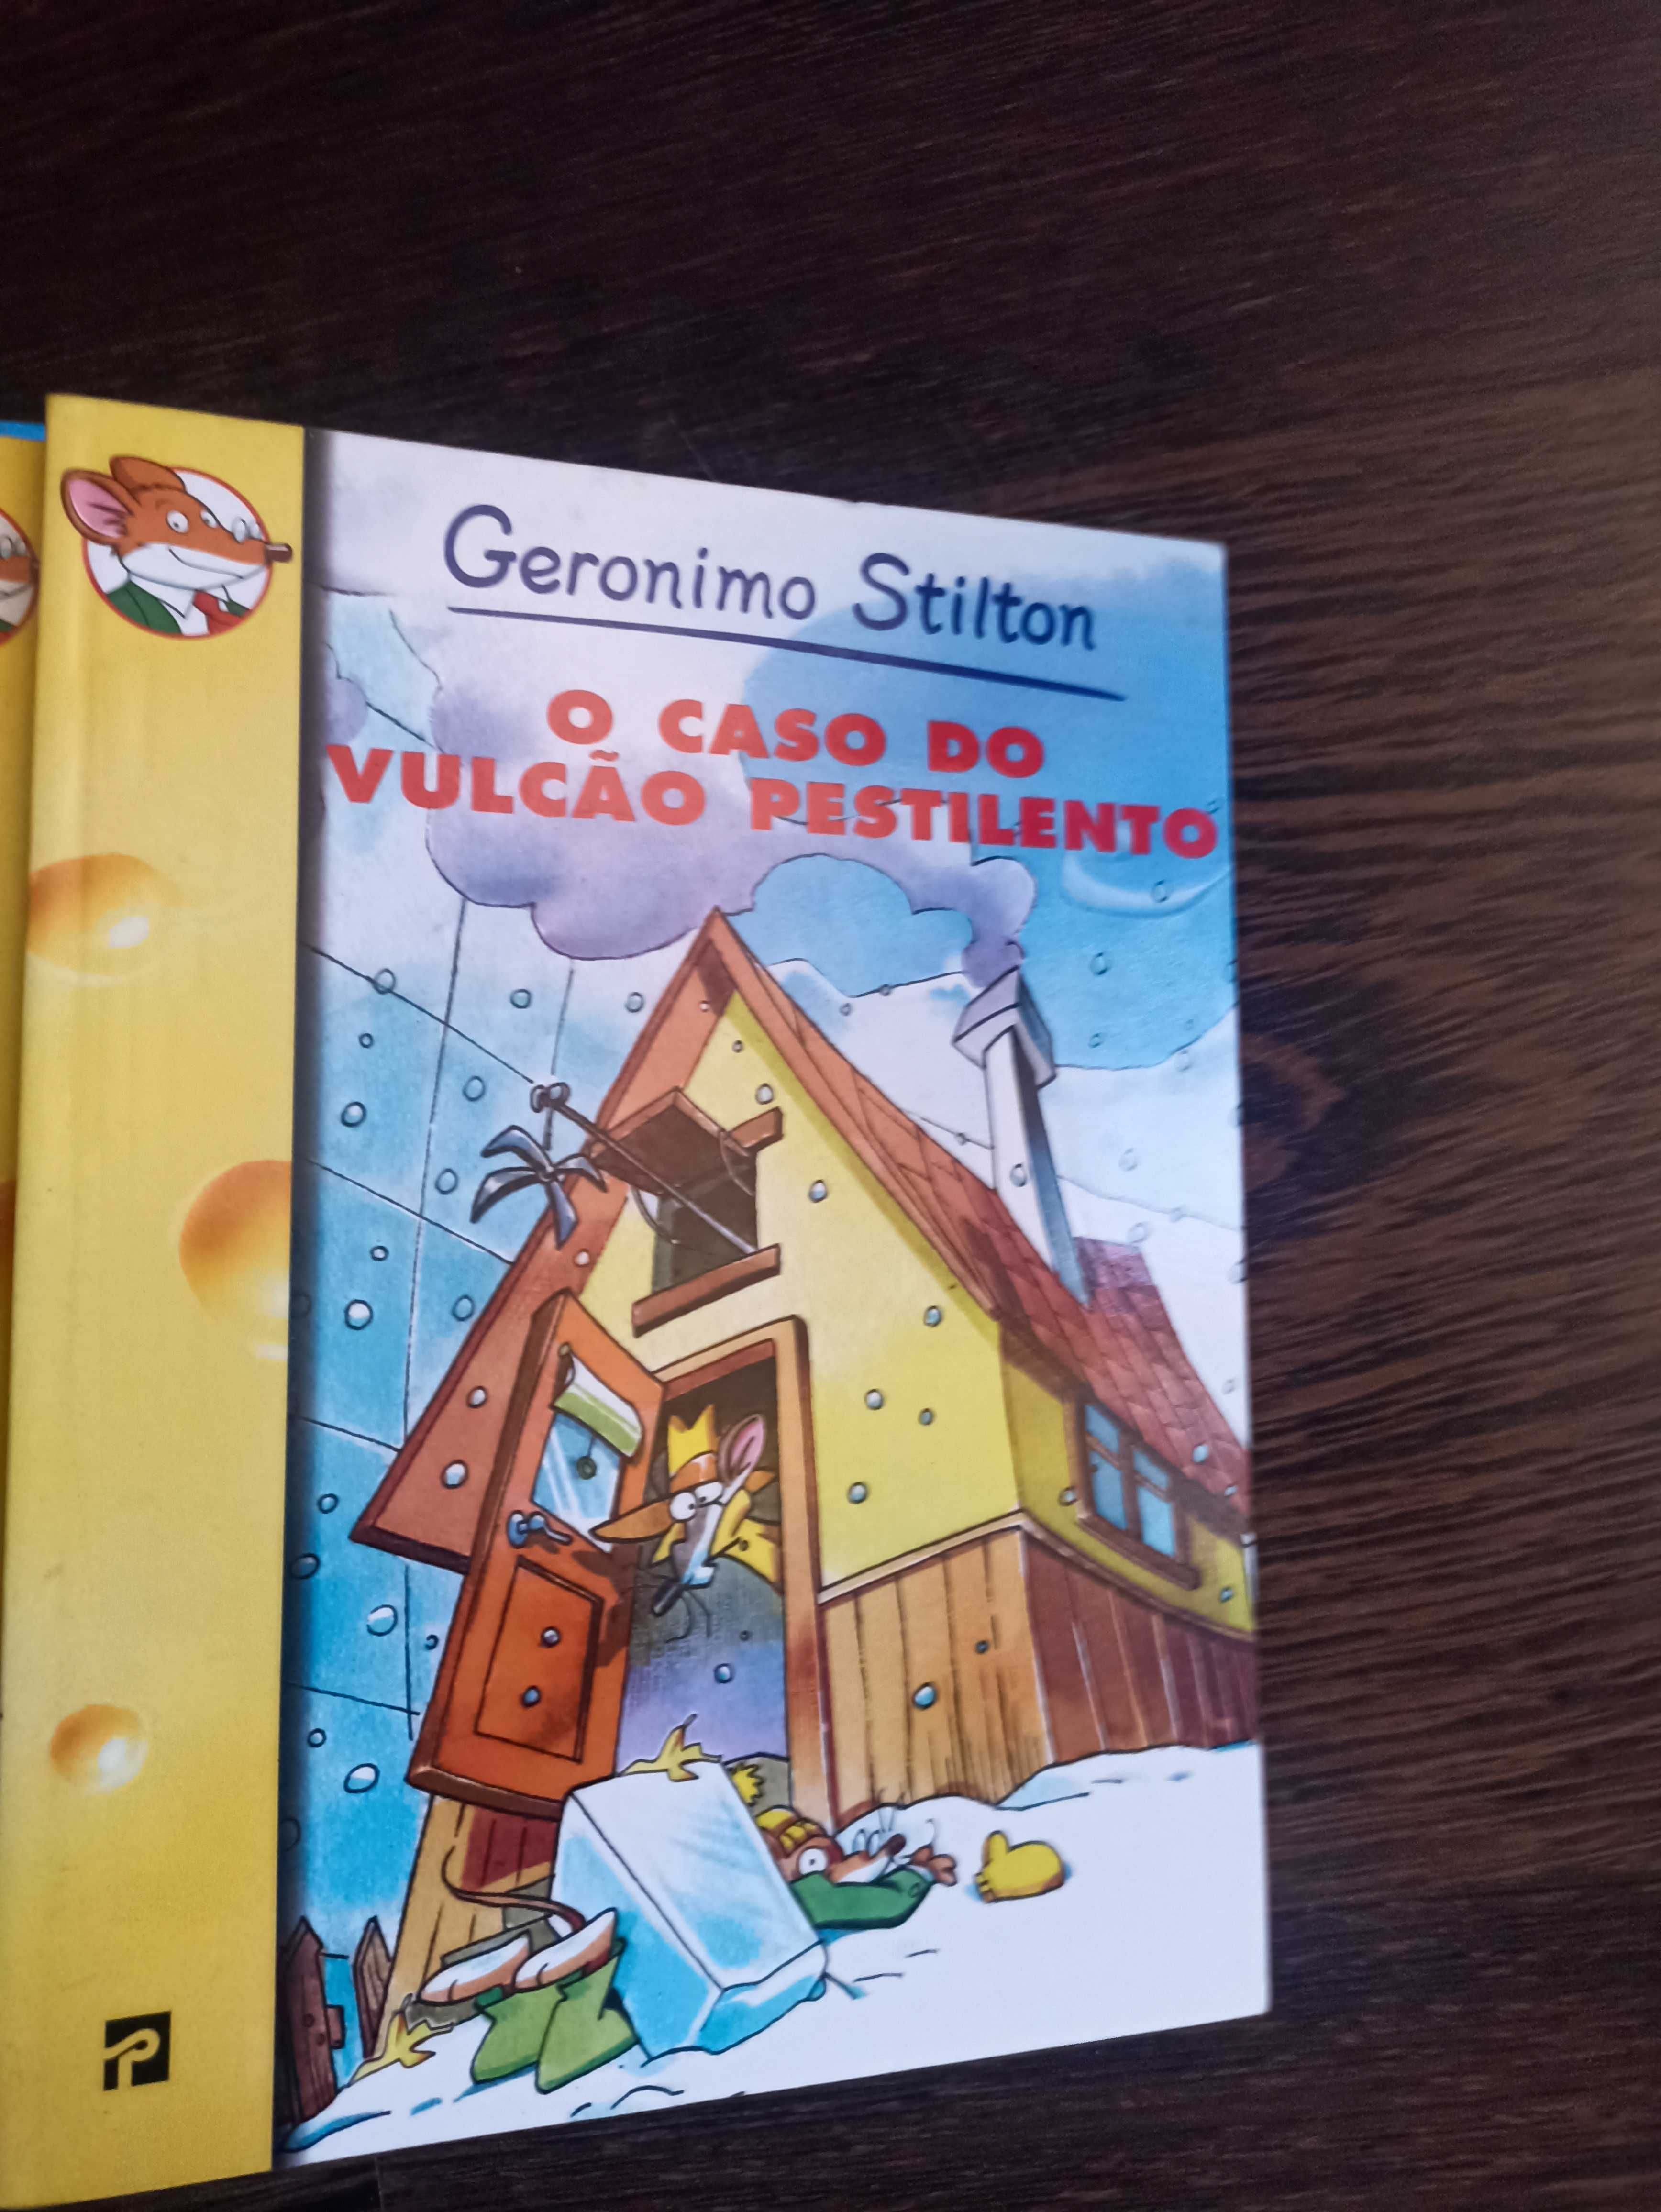 Geronimo Stilton
O CASO DO
VULCÃO PESTILENTO